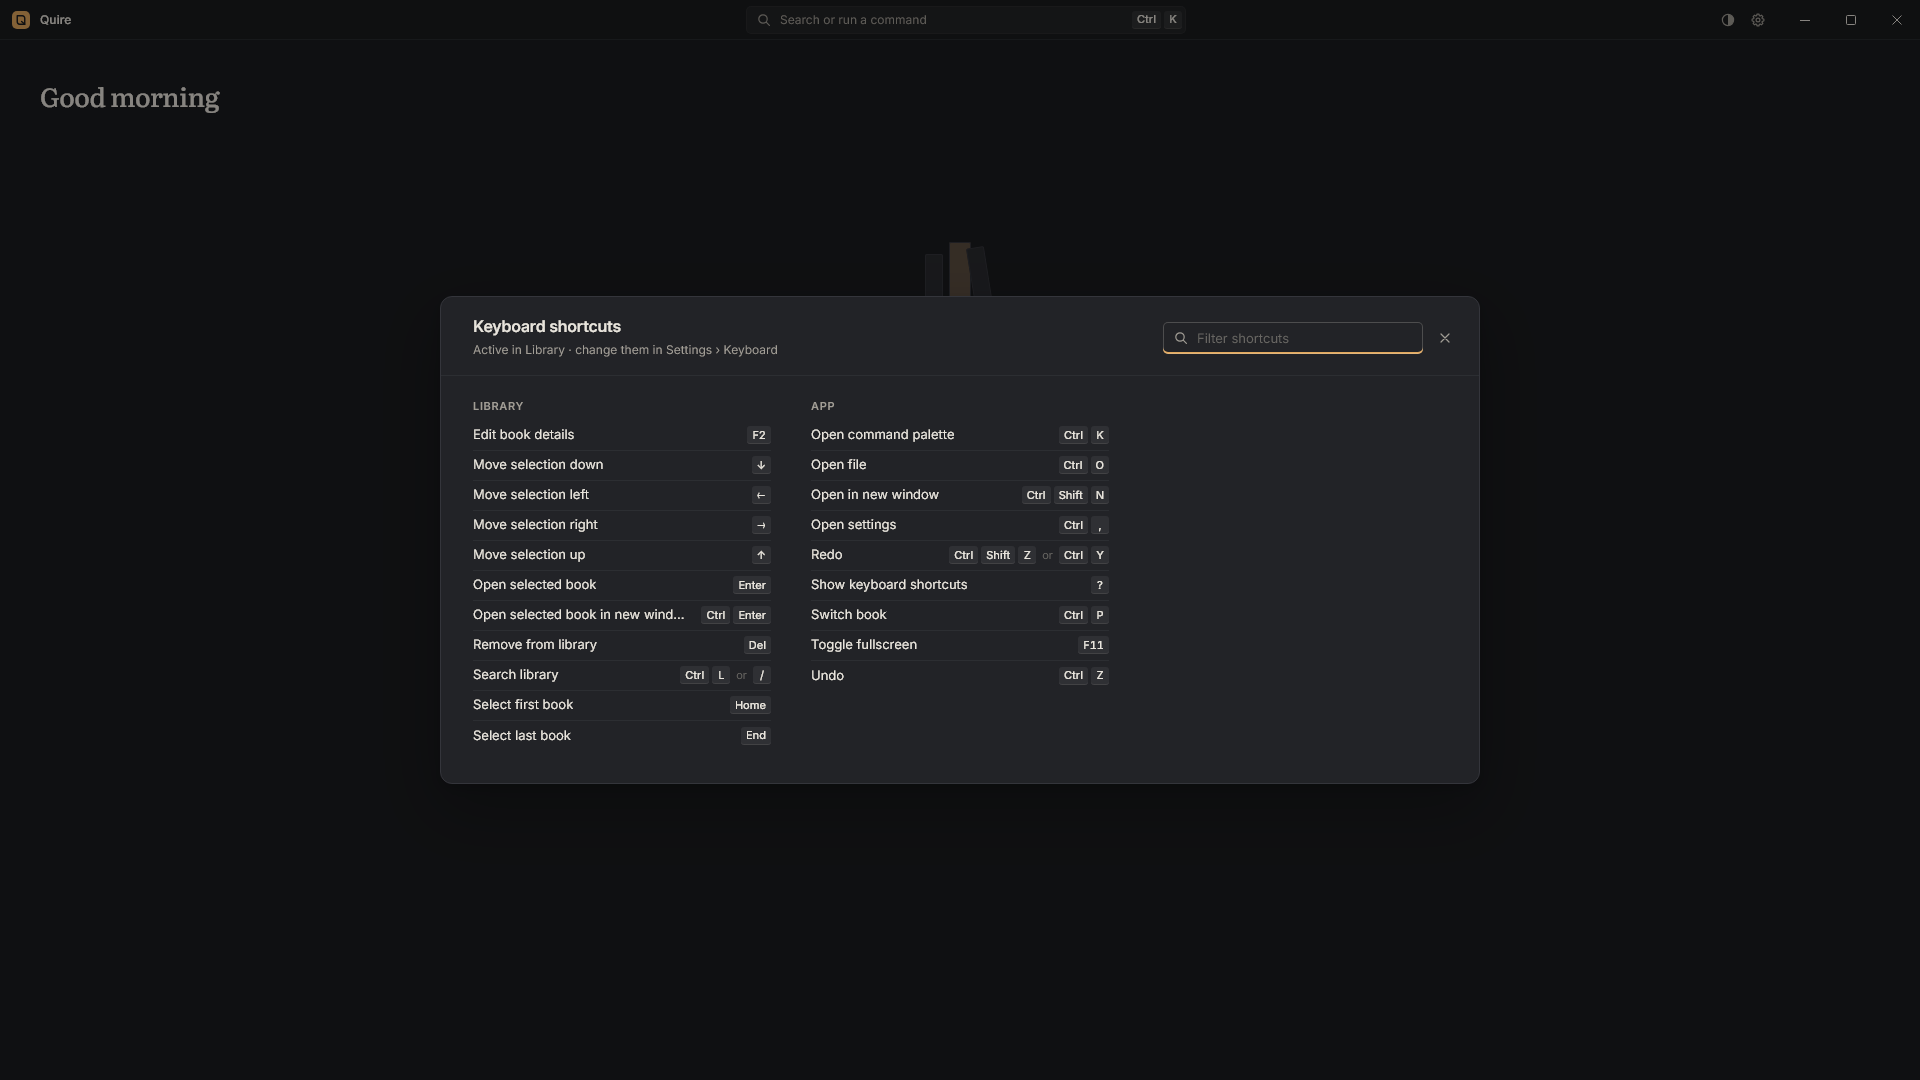 Quire
Search or run a command Ctrl K
Good morning
Keyboard shortcuts
Active in Library · change them in Settings › Keyboard
Filter shortcuts
LIBRARY
Edit book details F2
Move selection down ↓
Move selection left ←
Move selection right →
Move selection up ↑
Open selected book Enter
Open selected book in new wind... Ctrl Enter
Remove from library Del
Search library Ctrl L or /
Select first book Home
Select last book End
APP
Open command palette Ctrl K
Open file Ctrl O
Open in new window Ctrl Shift N
Open settings Ctrl ,
Redo Ctrl Shift Z or Ctrl Y
Show keyboard shortcuts ?
Switch book Ctrl P
Toggle fullscreen F11
Undo Ctrl Z